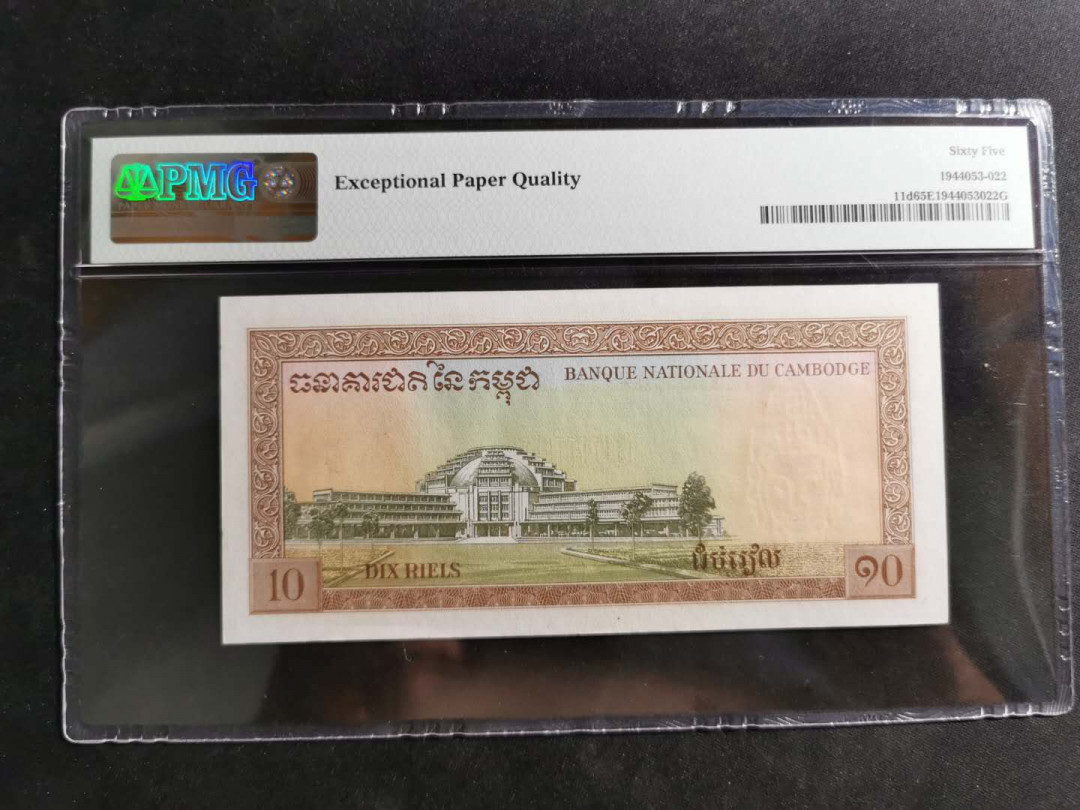 PMG
Exceptional Paper Quality
Sixty Five
1944053-022
11d65E1944053022G
ធនាគារជាតិនៃកម្ពុជា
BANQUE NATIONALE DU CAMBODGE
DIX RIELS
ដប់រៀល
10
១០